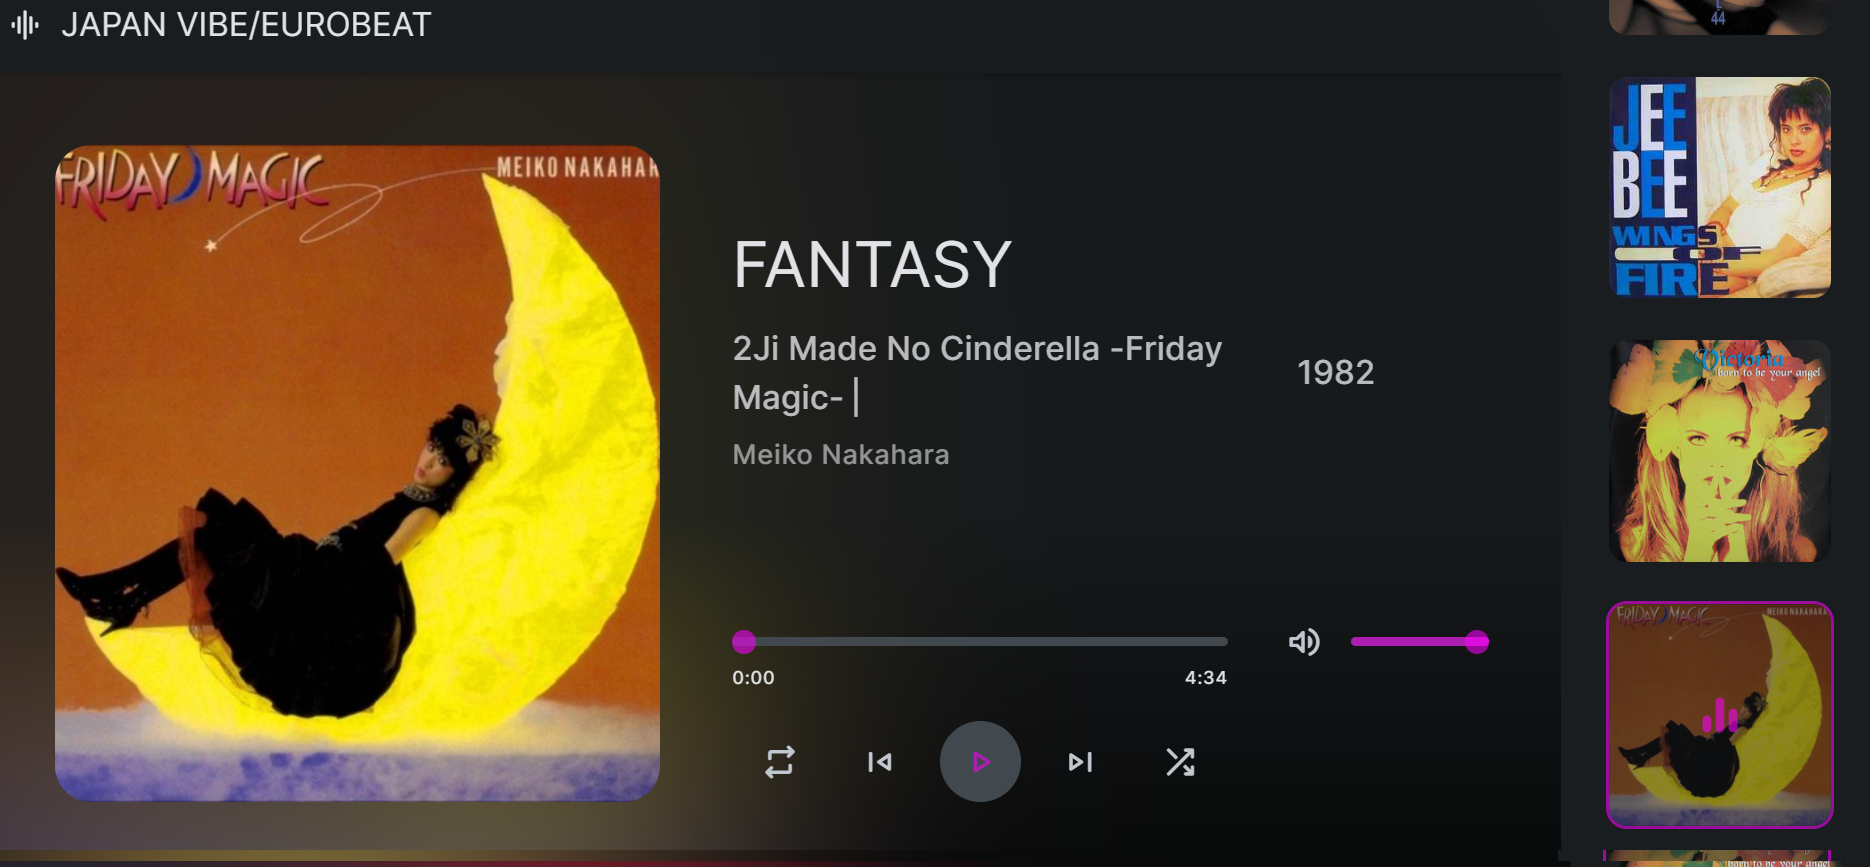 JAPAN VIBE/EUROBEAT
FRIDAY MAGIC
MEIKO NAKAHAR
FANTASY
2Ji Made No Cinderella -Friday
Magic- |
1982
Meiko Nakahara
0:00
4:34
44
JEE
BEE
WINGS
OF
FIRE
Victoria
born to be your angel
FRIDAY MAGIC
MEIKO NAKAHARA
born to be your angel